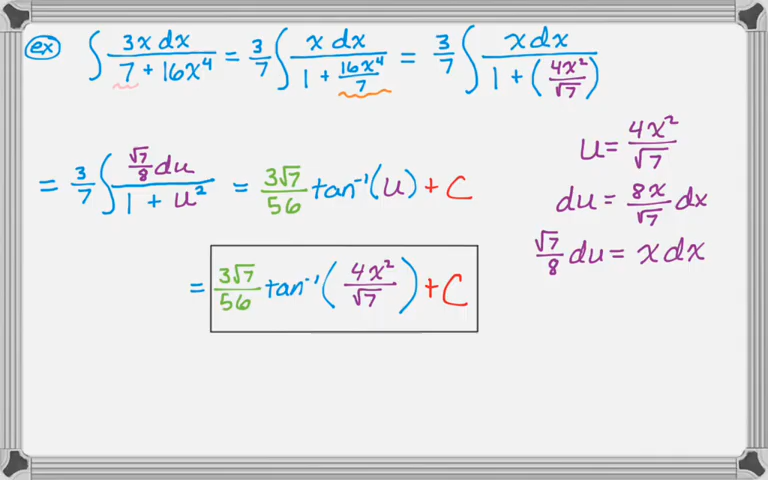 ex ∫ 3x dx / (7 + 16x⁴) = 3/7 ∫ x dx / (1 + 16x⁴/7) = 3/7 ∫ x dx / (1 + (4x²/√7))
u = 4x²/√7
= 3/7 ∫ (√7/8 du) / (1 + u²) = 3√7/56 tan⁻¹(u) + C
du = 8x/√7 dx
√7/8 du = x dx
= 3√7/56 tan⁻¹(4x²/√7) + C